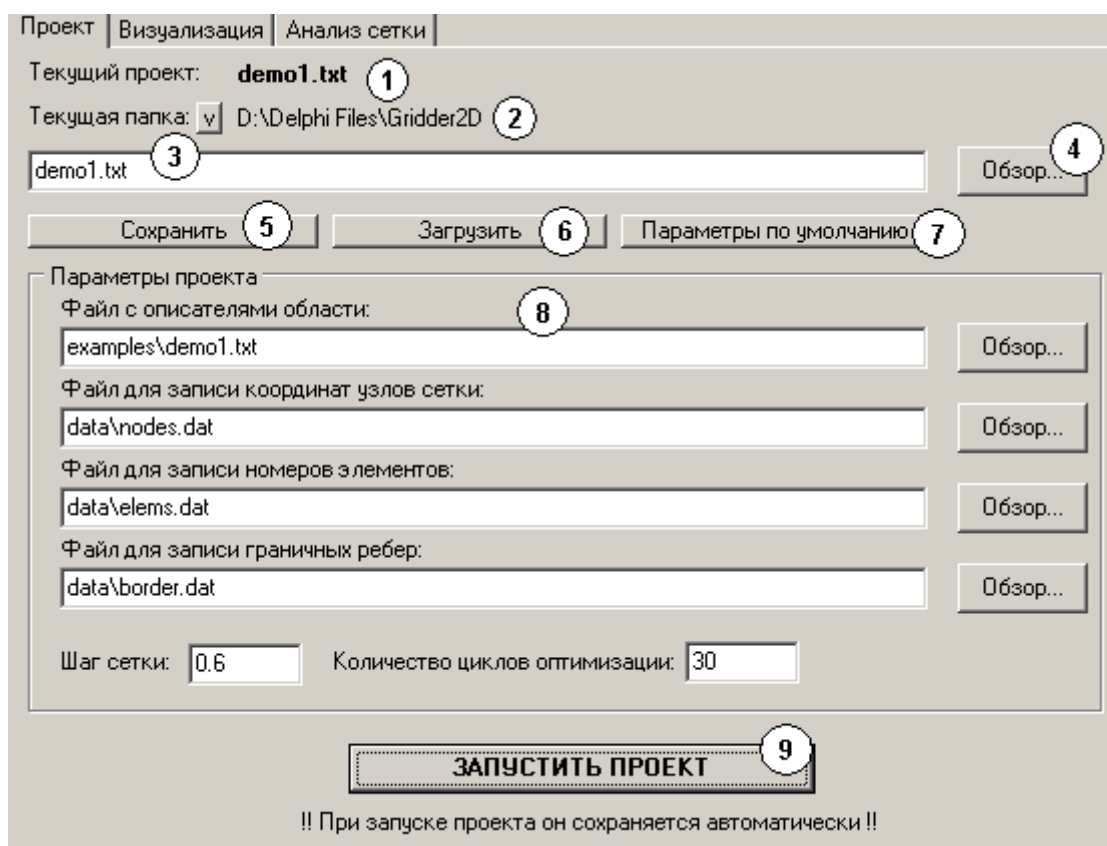 Проект Визуализация Анализ сетки
Текущий проект: demo1.txt 1
Текущая папка: v D:\Delphi Files\Gridder2D 2
3
demo1.txt Обзор... 4
Сохранить 5 Загрузить 6 Параметры по умолчанию 7
Параметры проекта
Файл с описателями области: 8
examples\demo1.txt Обзор...
Файл для записи координат узлов сетки:
data\nodes.dat Обзор...
Файл для записи номеров элементов:
data\elems.dat Обзор...
Файл для записи граничных ребер:
data\border.dat Обзор...
Шаг сетки: 0.6 Количество циклов оптимизации: 30
ЗАПУСТИТЬ ПРОЕКТ 9
!! При запуске проекта он сохраняется автоматически !!